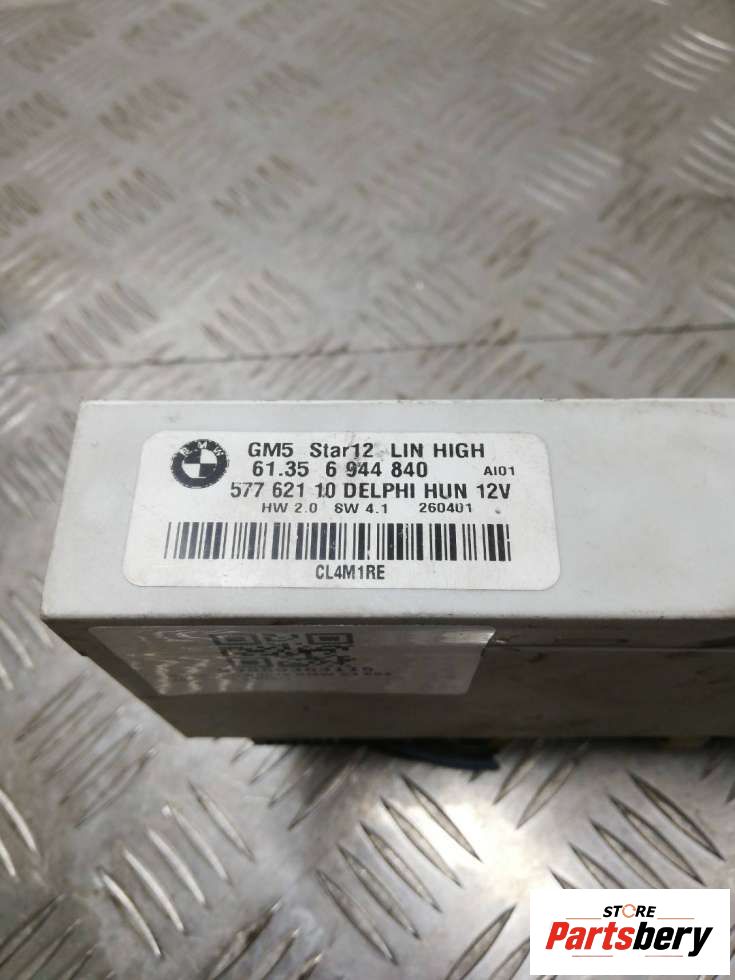 BMW
GM5 Star12 LIN HIGH
61.35 6 944 840 AI01
577 621 10 DELPHI HUN 12V
HW 2.0 SW 4.1 260401
CL4M1RE
STORE
Partsbery